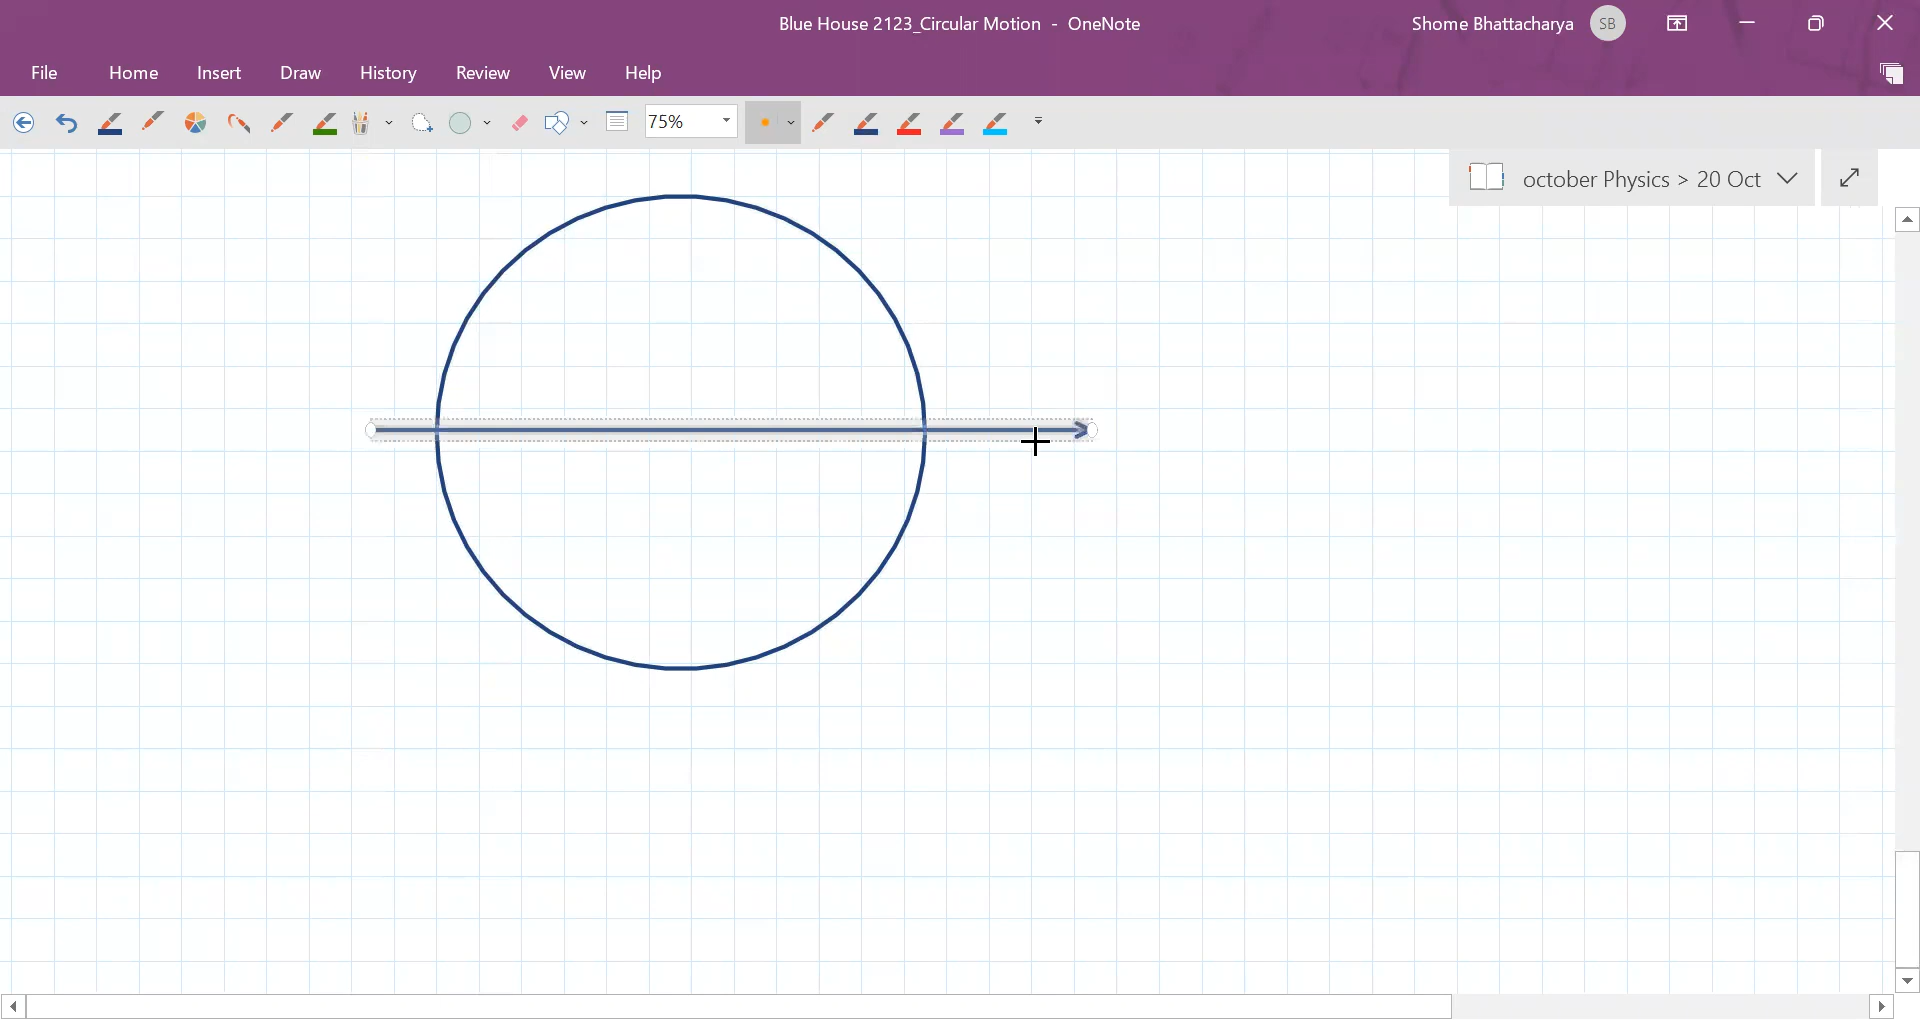 Blue House 2123_Circular Motion - OneNote
Shome Bhattacharya SB
File Home Insert Draw History Review View Help
75%
october Physics > 20 Oct